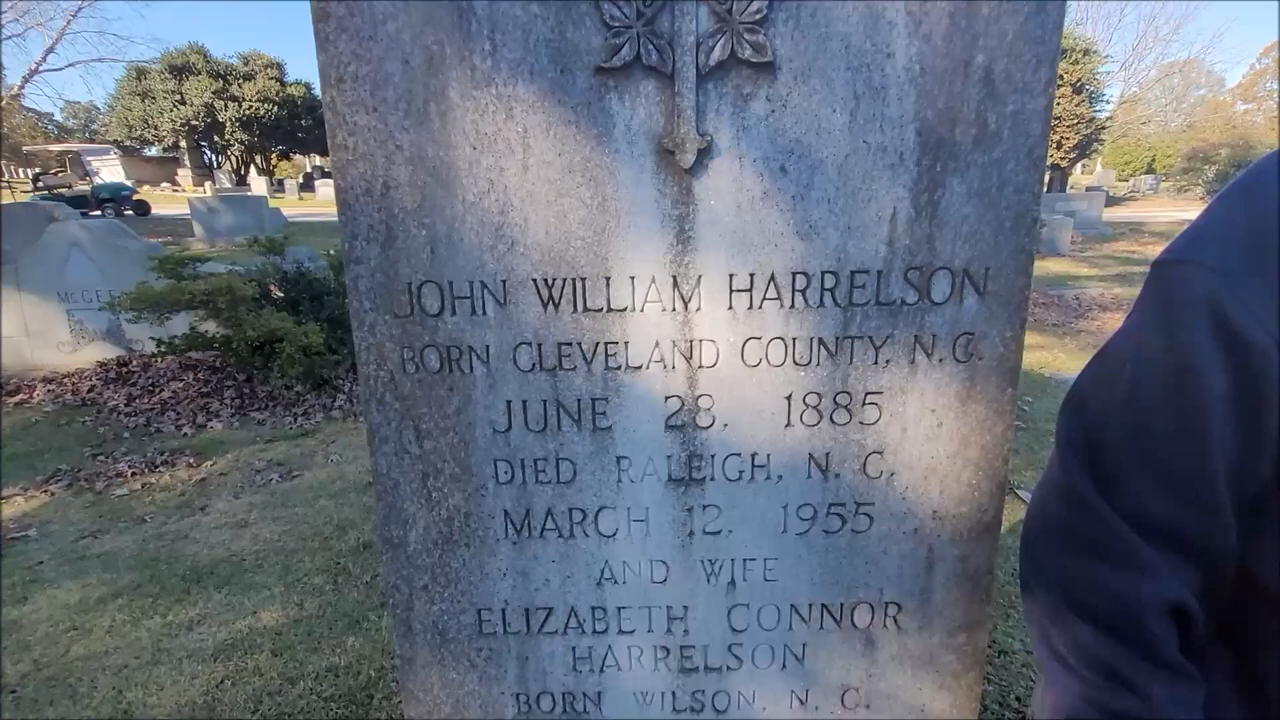 JOHN WILLIAM HARRELSON
BORN CLEVELAND COUNTY, N.C.
JUNE 28, 1885
DIED RALEIGH, N. C.
MARCH 12, 1955
AND WIFE
ELIZABETH CONNOR
HARRELSON
BORN WILSON, N. C.